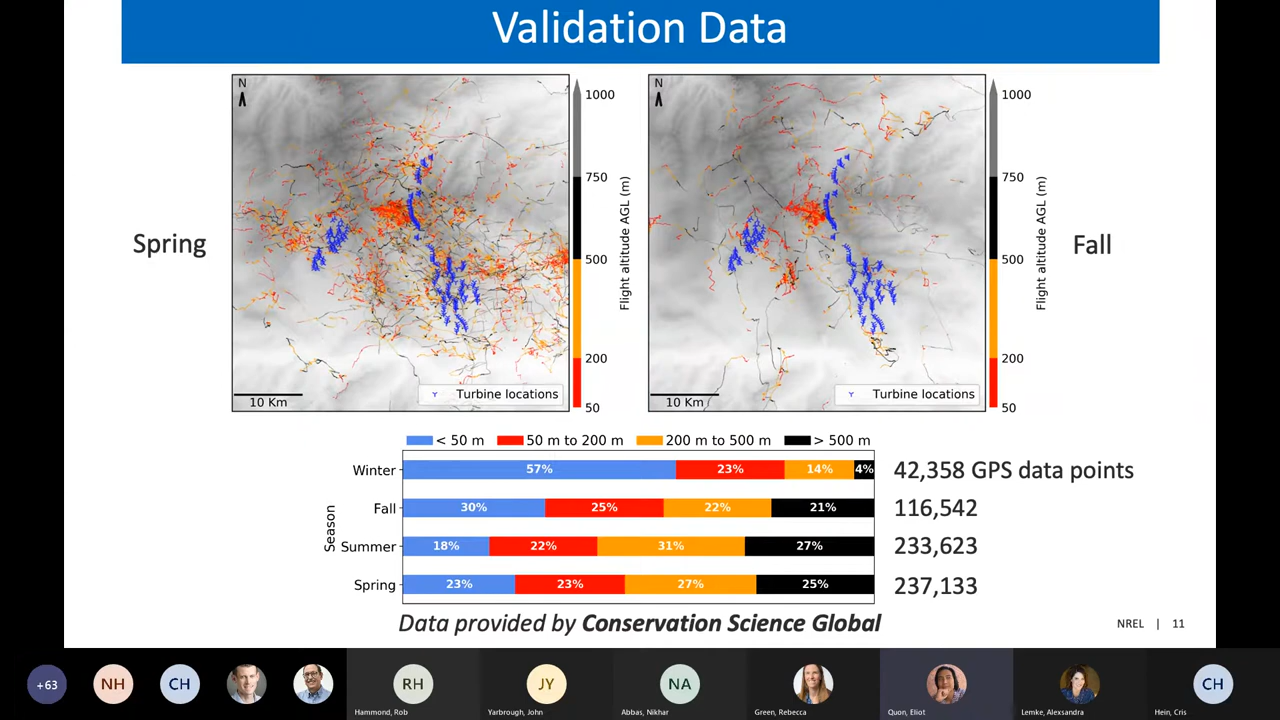 Validation Data
Spring
N
10 Km
Turbine locations
1000
750
500
200
50
Flight altitude AGL (m)
N
10 Km
Turbine locations
1000
750
500
200
50
Flight altitude AGL (m)
Fall
< 50 m 50 m to 200 m 200 m to 500 m > 500 m
Season
Winter 57% 23% 14% 4% 42,358 GPS data points
Fall 30% 25% 22% 21% 116,542
Summer 18% 22% 31% 27% 233,623
Spring 23% 23% 27% 25% 237,133
Data provided by Conservation Science Global
NREL | 11
+63 NH CH RH JY NA CH
Hammond, Rob Yarbrough, John Abbas, Nikhar Green, Rebecca Quon, Eliot Lemke, Alexsandra Hein, Cris